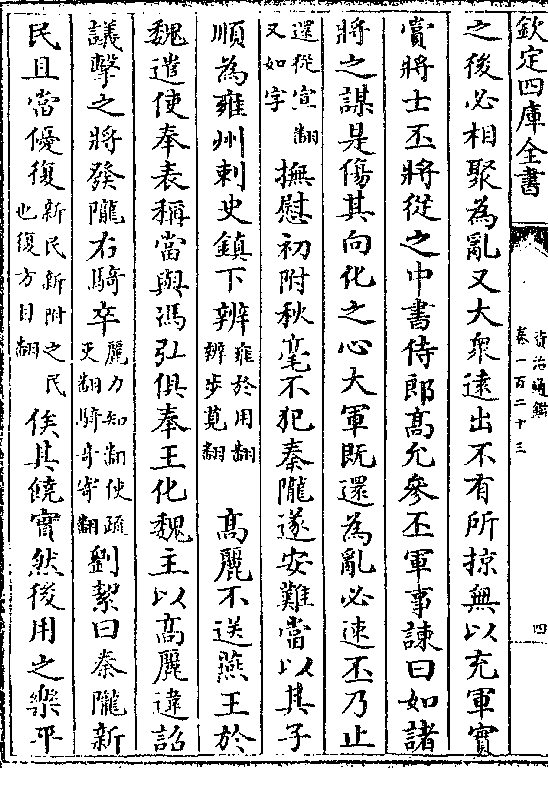 欽定四庫全書
資治通鑑
卷一百二十三
四
之後必相聚為亂又大衆遠出不有所掠無以充軍實
賞將士丕將從之中書侍郎高允參丕軍事諫曰如諸
將之謀是傷其向化之心大軍既還為亂必速丕乃止
還從宣翻
又如字
撫慰初附秋毫不犯秦隴遂安難當以其子
順為雍州刺史鎮下辨
雍於用翻
辨步莧翻
高麗不送燕王於
魏遣使奉表稱當與馮弘俱奉王化魏主以高麗違詔
議擊之將發隴右騎卒
麗力知翻使疏
吏翻騎奇寄翻
劉絜曰秦隴新
民且當優復
新民新附之民
也復方目翻
俟其饒實然後用之樂平